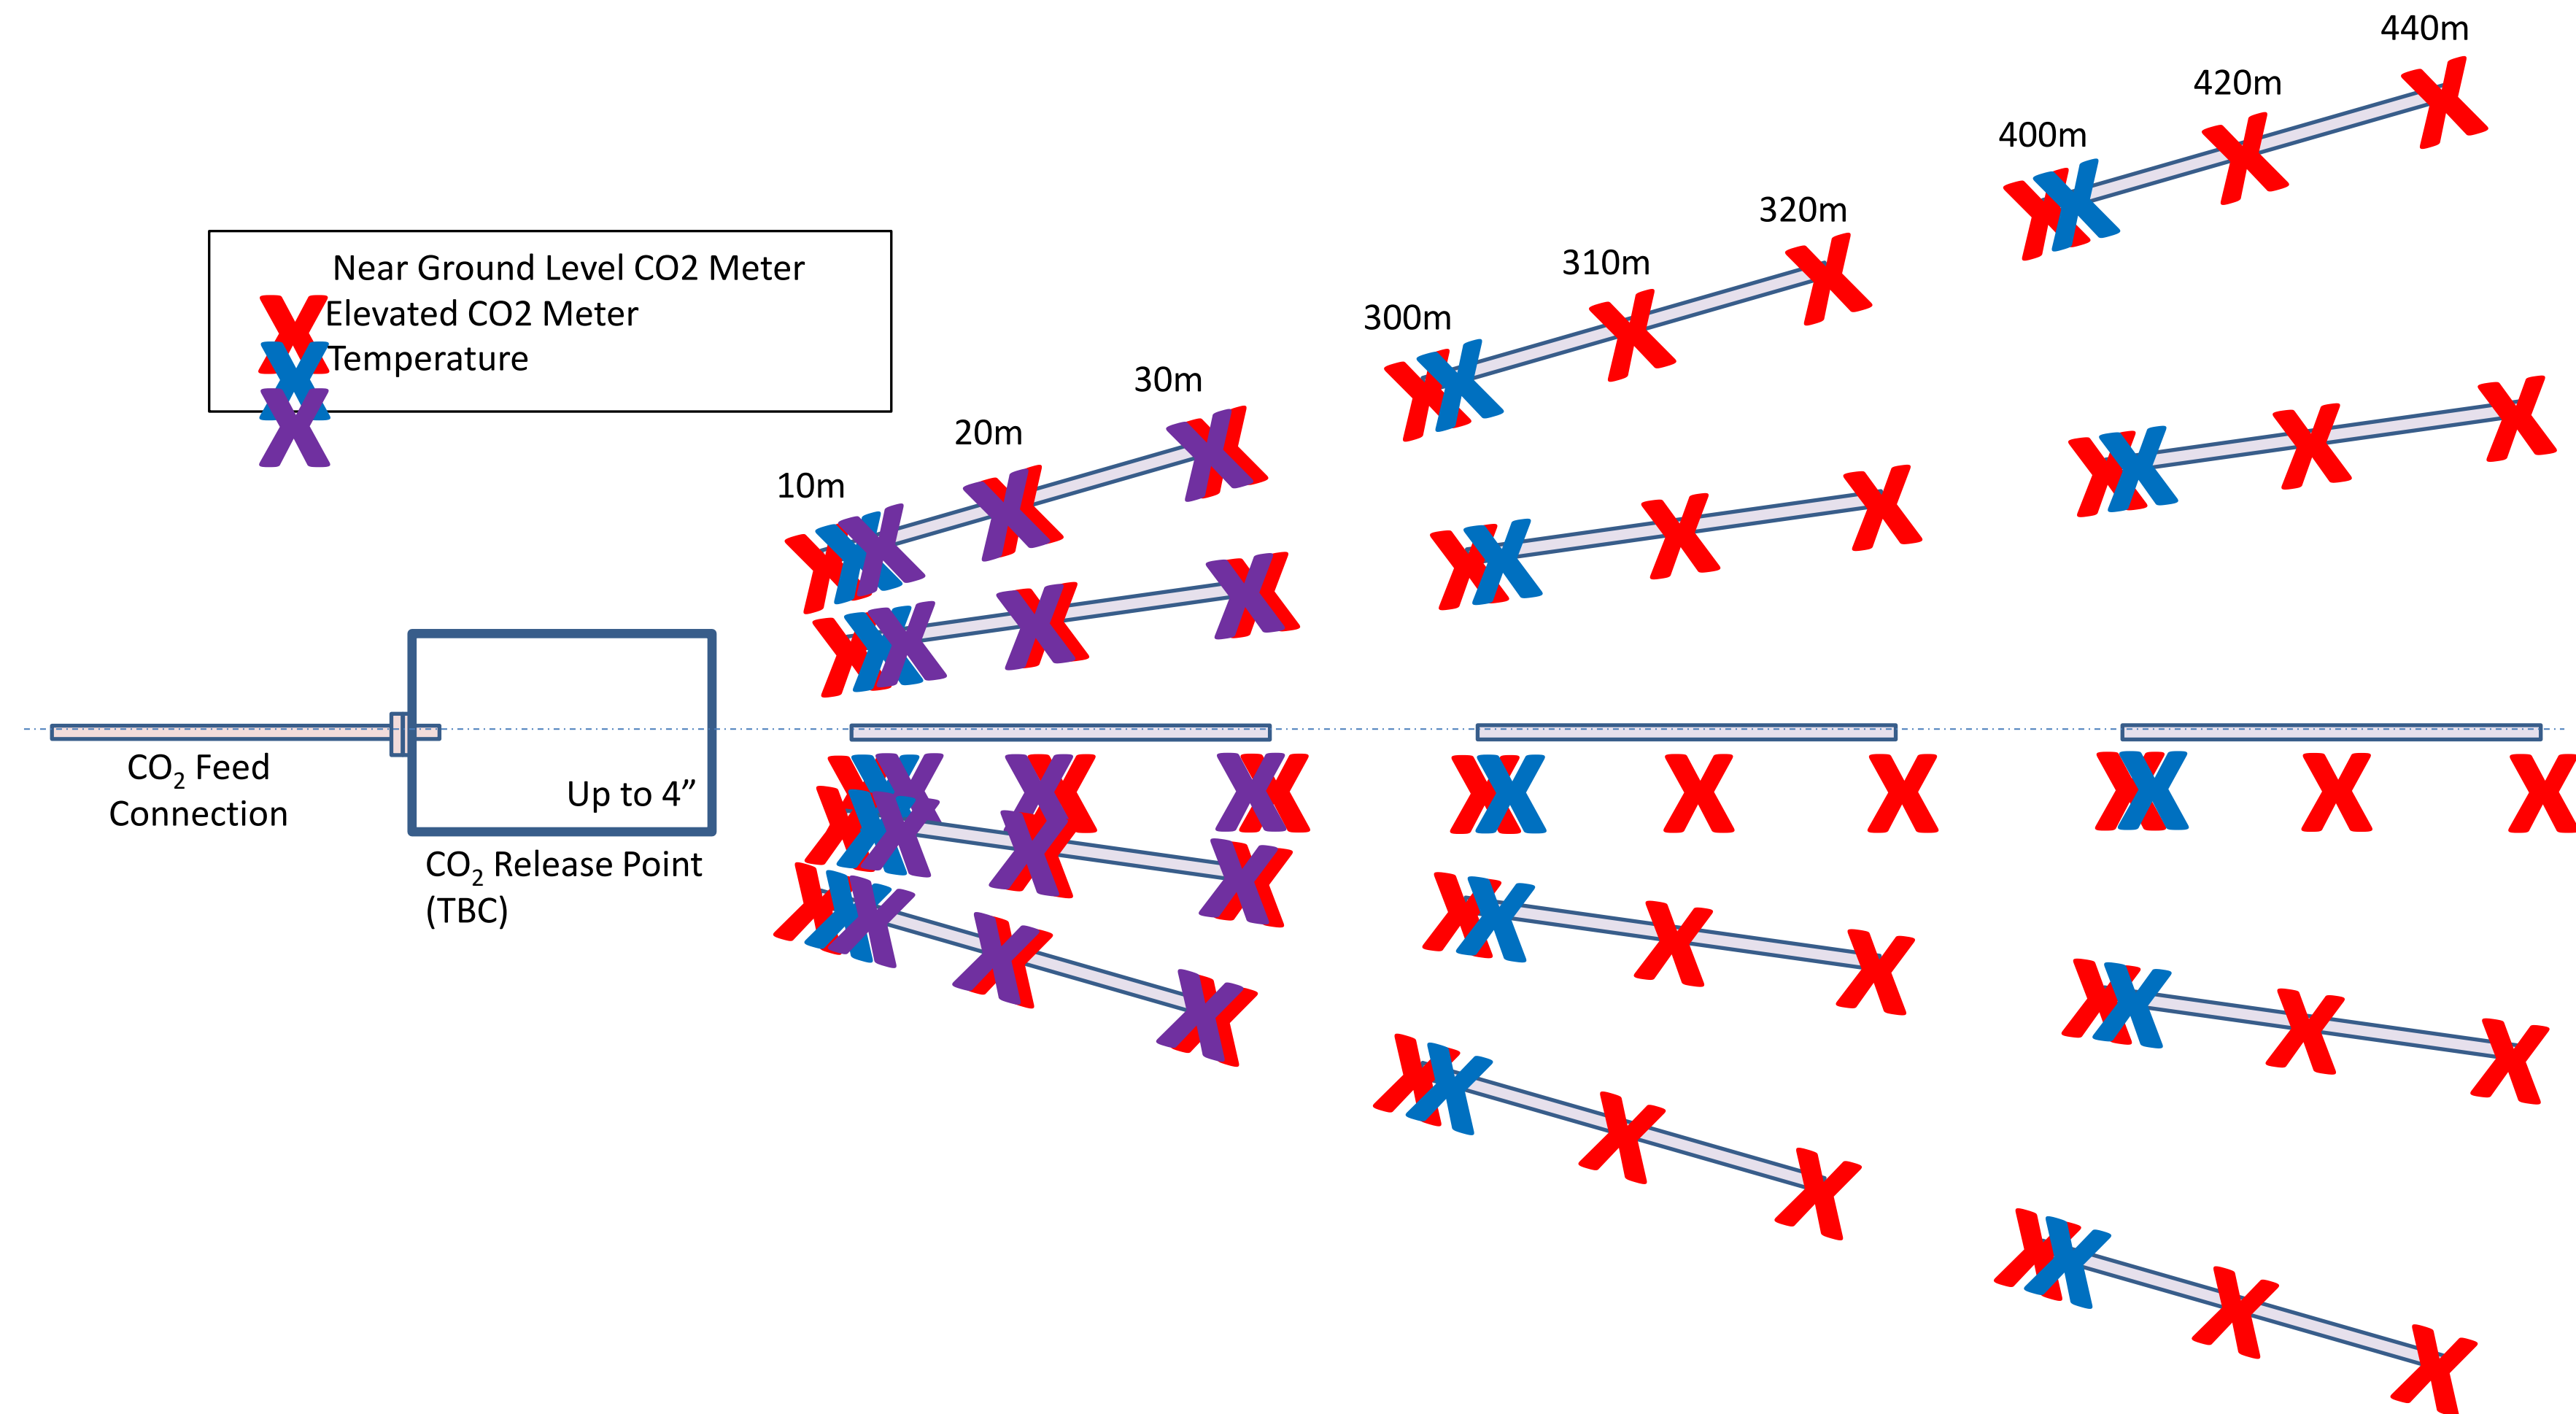 440m
420m
400m
320m
310m
300m
30m
20m
10m
Near Ground Level CO2 Meter
Elevated CO2 Meter
Temperature
CO₂ Feed
Connection
Up to 4”
CO₂ Release Point
(TBC)